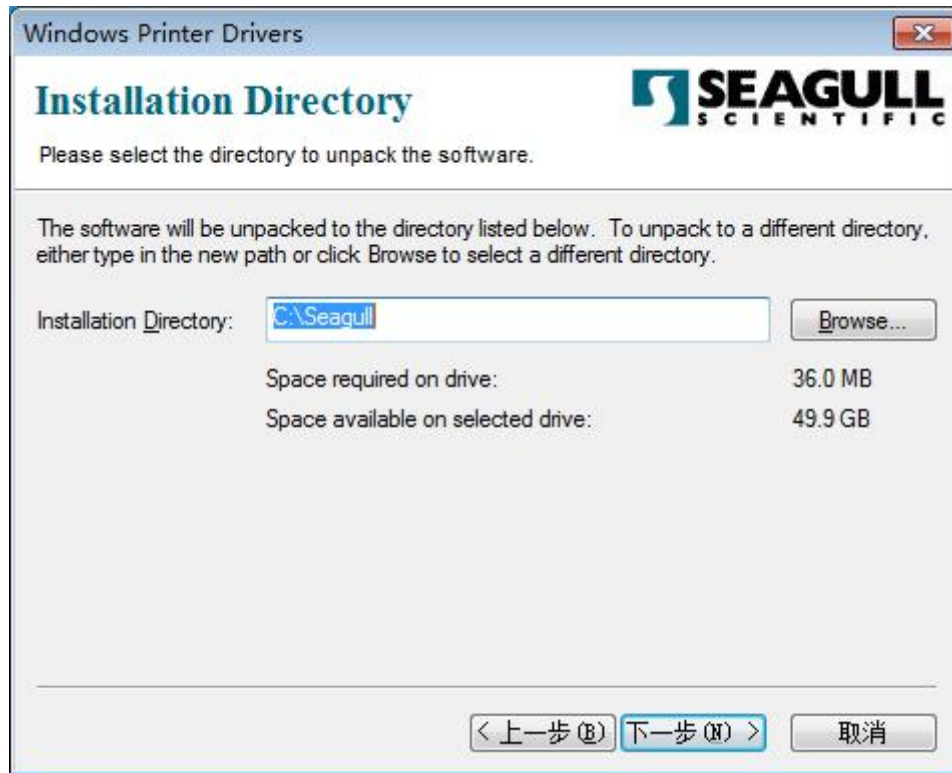 Windows Printer Drivers
Installation Directory
SEAGULL
SCIENTIFIC
Please select the directory to unpack the software.
The software will be unpacked to the directory listed below.  To unpack to a different directory,
either type in the new path or click Browse to select a different directory.
Installation Directory: C:\Seagull Browse...
Space required on drive: 36.0 MB
Space available on selected drive: 49.9 GB
< 上一步(B) 下一步(N) > 取消